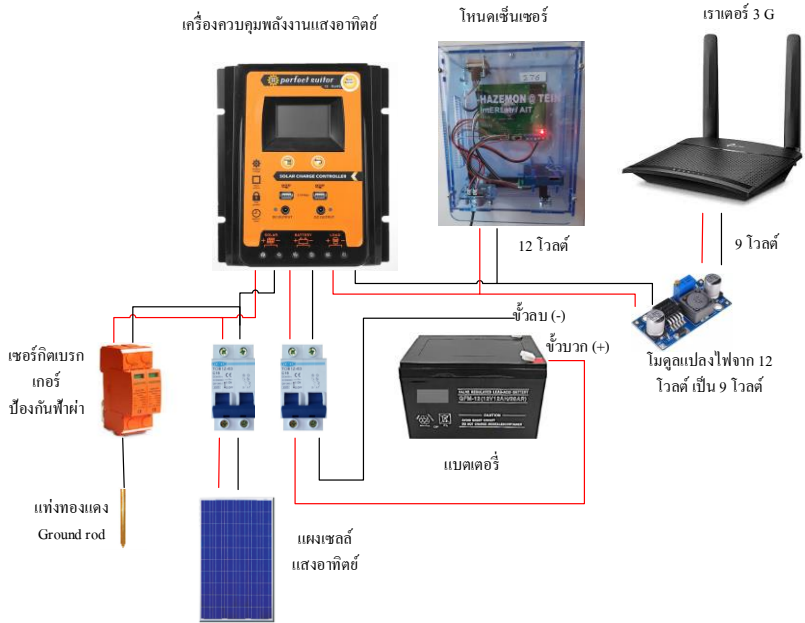 เครื่องควบคุมพลังงานแสงอาทิตย์
โหนดเซ็นเซอร์
เราเตอร์ 3 G
perfect suitor
SOLAR CHARGE CONTROLLER
SOLAR
BATTERY
LOAD
HAZEMON @ TEIN
intERLab / AIT
12 โวลต์
9 โวลต์
ขั้วลบ (-)
ขั้วบวก (+)
โมดูลแปลงไฟจาก 12
โวลต์ เป็น 9 โวลต์
เซอร์กิตเบรก
เกอร์
ป้องกันฟ้าผ่า
CAUTION
แบตเตอรี่
แท่งทองแดง
Ground rod
แผงเซลล์
แสงอาทิตย์